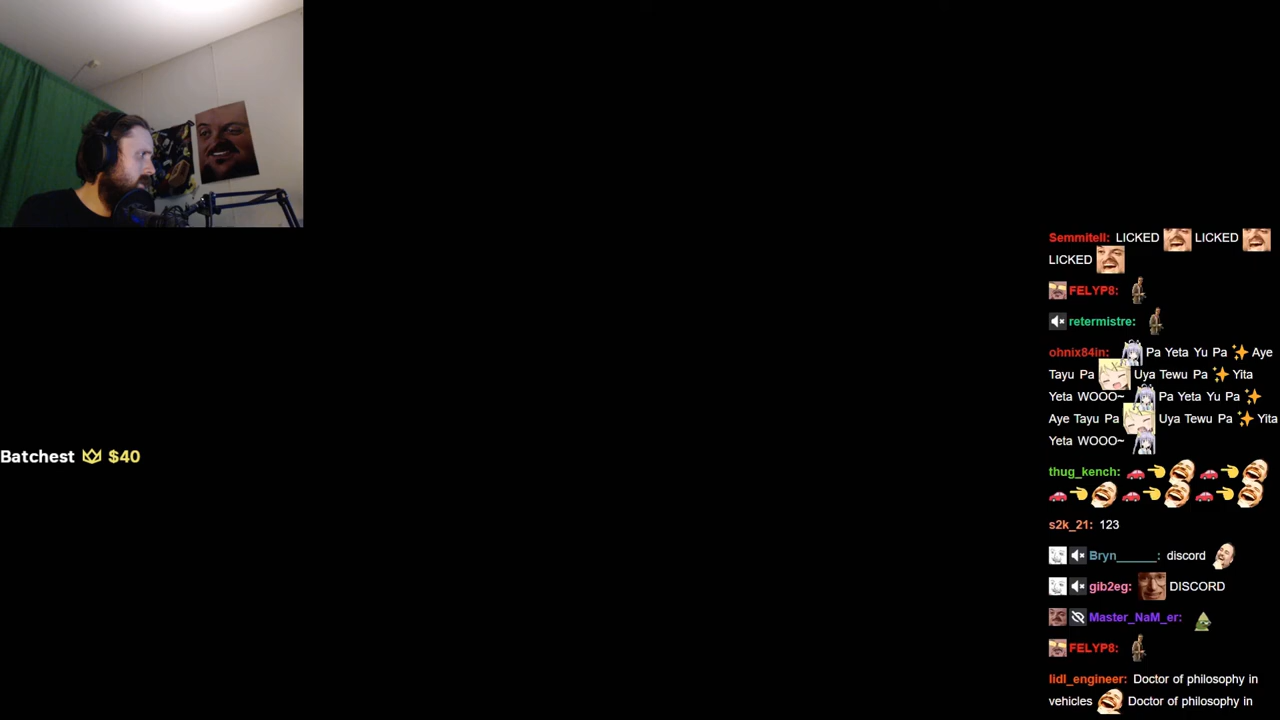 Semmitell: LICKED LICKED
LICKED
FELYP8:
retermistre:
ohnix84in: Pa Yeta Yu Pa ✨ Aye
Tayu Pa Uya Tewu Pa ✨ Yita
Yeta WOOO~ Pa Yeta Yu Pa ✨
Aye Tayu Pa Uya Tewu Pa ✨ Yita
Yeta WOOO~
Batchest $40
thug_kench: 🚗👈 🚗👈
🚗👈 🚗👈 🚗👈
s2k_21: 123
Bryn______: discord
gib2eg: DISCORD
Master_NaM_er:
FELYP8:
lidl_engineer: Doctor of philosophy in
vehicles Doctor of philosophy in